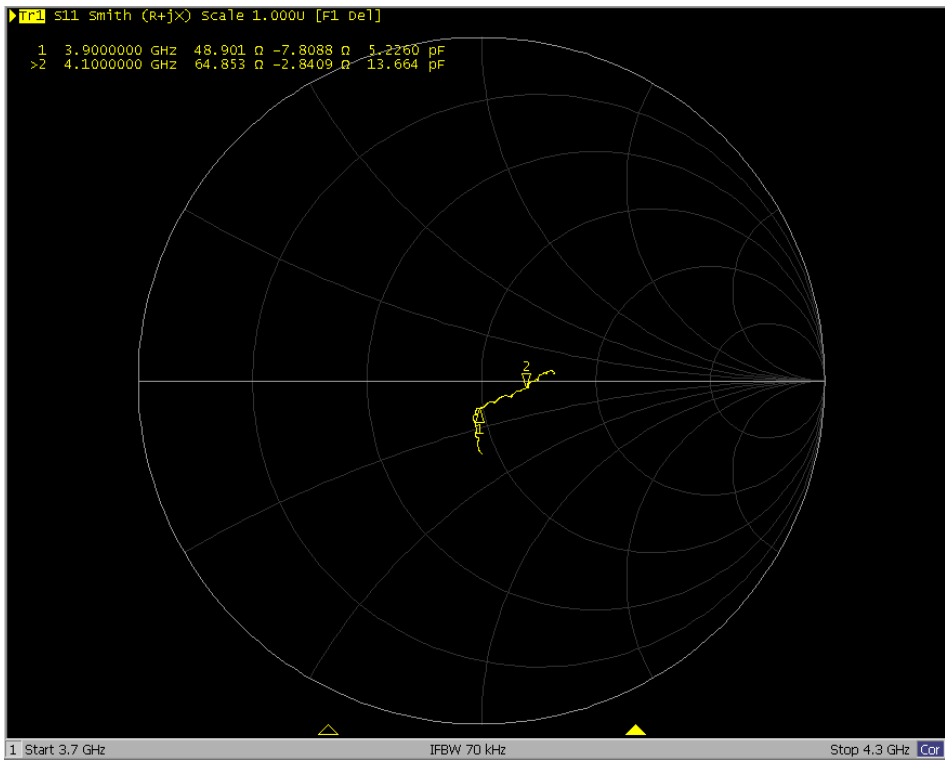 Tr1 S11 Smith (R+jX) Scale 1.000U [F1 Del]
1 3.9000000 GHz 48.901 Ω -7.8088 Ω 5.2260 pF
>2 4.1000000 GHz 64.853 Ω -2.8409 Ω 13.664 pF
2
1
1 Start 3.7 GHz IFBW 70 kHz Stop 4.3 GHz Cor